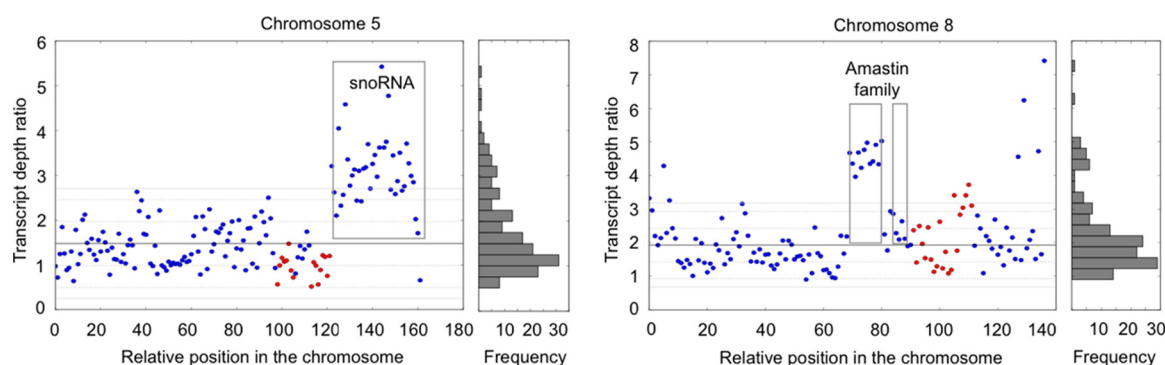 Chromosome 5
6
5
4
3
2
1
0
Transcript depth ratio
snoRNA
0 20 40 60 80 100 120 140 160 180
Relative position in the chromosome
10 20 30
Frequency
Chromosome 8
8
7
6
5
4
3
2
1
0
Transcript depth ratio
Amastin
family
0 20 40 60 80 100 120 140
Relative position in the chromosome
10 20 30
Frequency